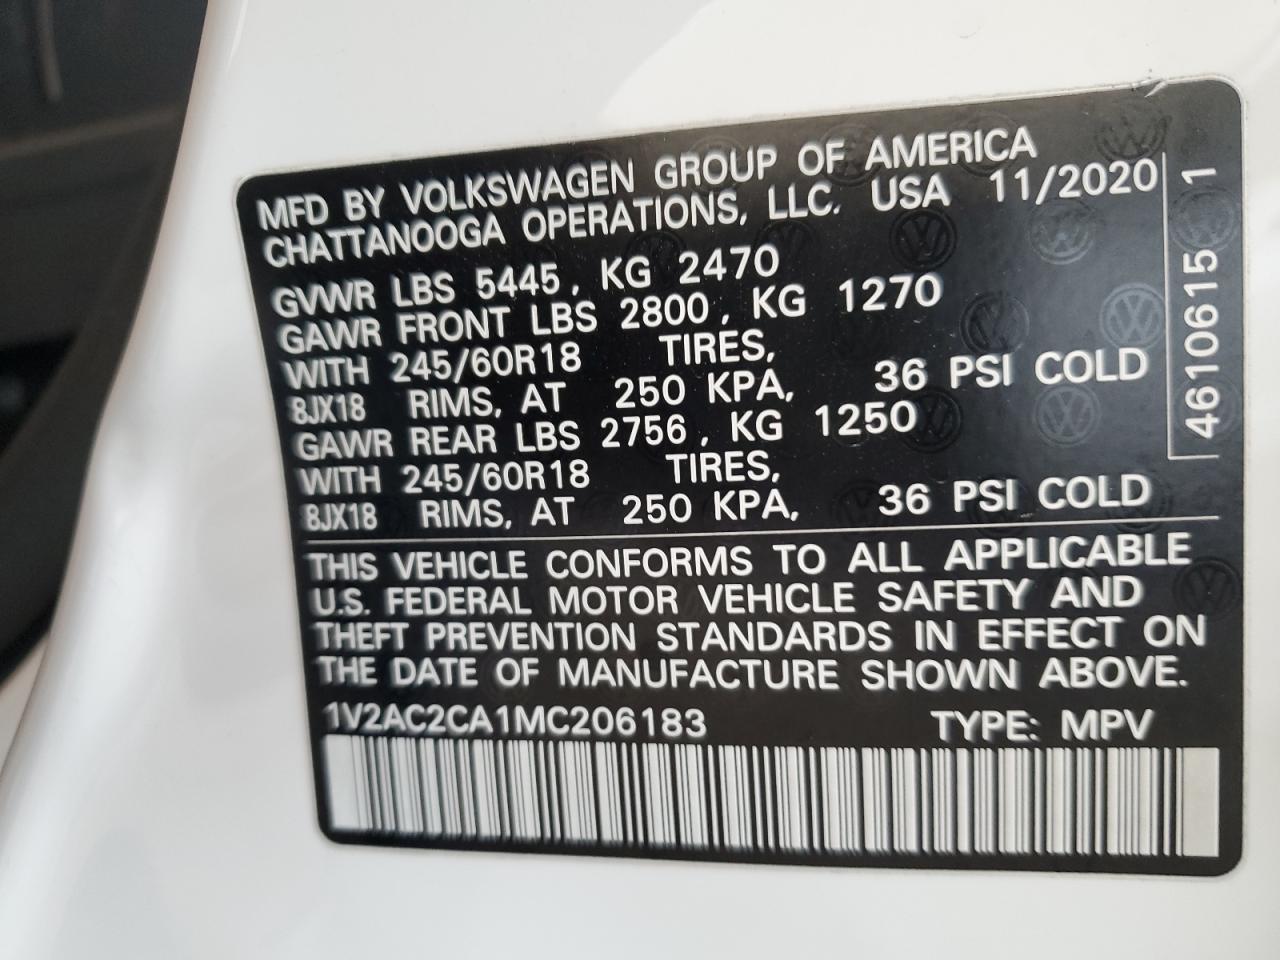 MFD BY VOLKSWAGEN GROUP OF AMERICA
CHATTANOOGA OPERATIONS, LLC. USA 11/2020
GVWR LBS 5445, KG 2470
GAWR FRONT LBS 2800, KG 1270
WITH 245/60R18 TIRES,
8JX18 RIMS, AT 250 KPA, 36 PSI COLD
GAWR REAR LBS 2756, KG 1250
WITH 245/60R18 TIRES,
8JX18 RIMS, AT 250 KPA, 36 PSI COLD
4610615 1
THIS VEHICLE CONFORMS TO ALL APPLICABLE
U.S. FEDERAL MOTOR VEHICLE SAFETY AND
THEFT PREVENTION STANDARDS IN EFFECT ON
THE DATE OF MANUFACTURE SHOWN ABOVE.
1V2AC2CA1MC206183 TYPE: MPV